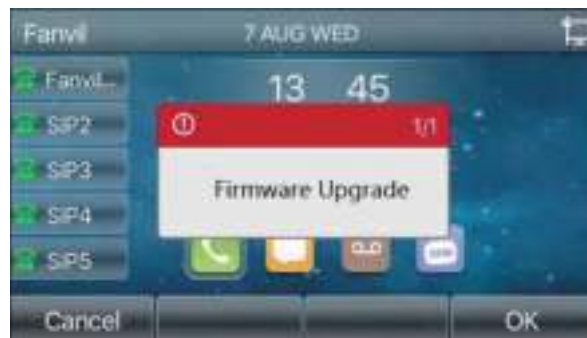 Fanvil 7 AUG WED
Fanvil...
13 45
SIP2
1/1
SIP3
Firmware Upgrade
SIP4
SIP5
Cancel OK